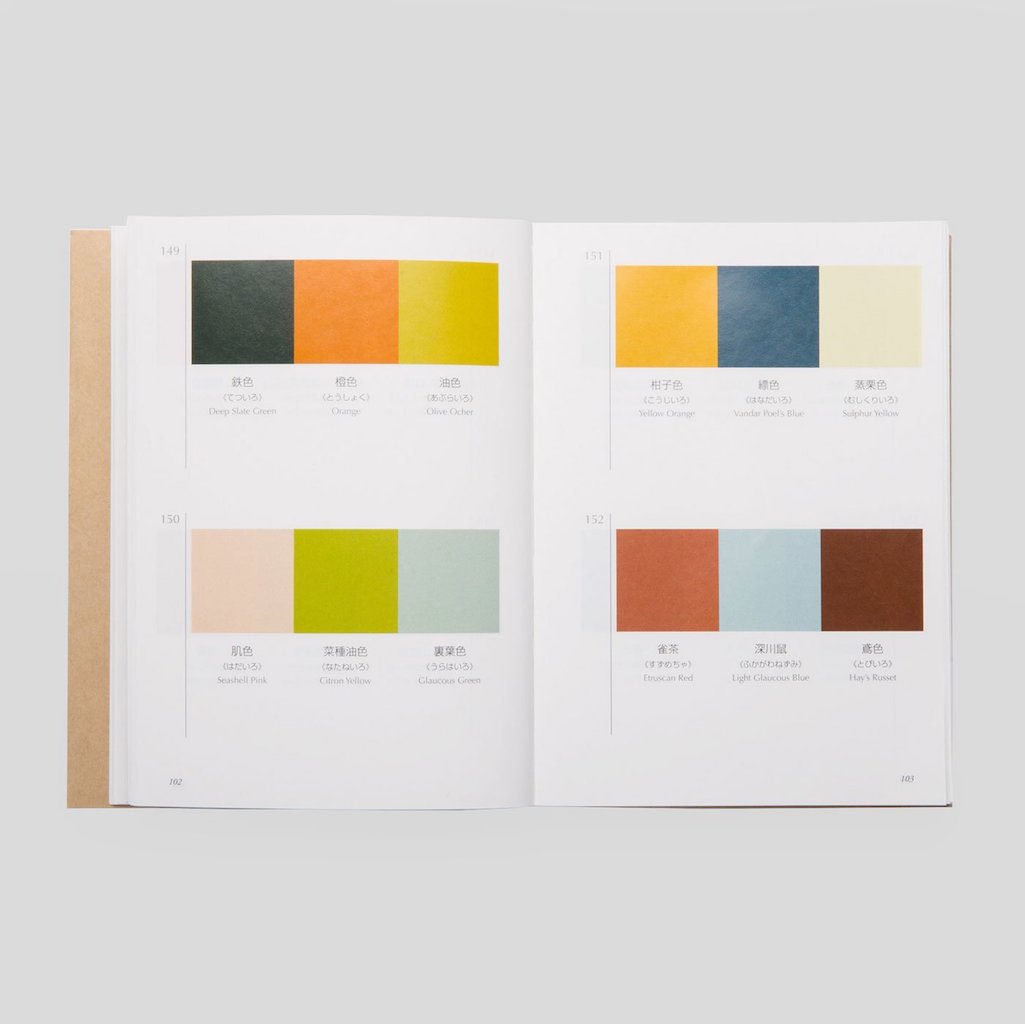 149
鉄色 橙色 油色
〈てついろ〉 〈とうしょく〉 〈あぶらいろ〉
Deep Slate Green Orange Olive Ocher
150
肌色 菜種油色 裏葉色
〈はだいろ〉 〈なたねいろ〉 〈うらはいろ〉
Seashell Pink Citron Yellow Glaucous Green
102
151
柑子色 縹色 蒸栗色
〈こうじいろ〉 〈はなだいろ〉 〈むしくりいろ〉
Yellow Orange Vandar Poel's Blue Sulphur Yellow
152
雀茶 深川鼠 鳶色
〈すずめちゃ〉 〈ふかがわねずみ〉 〈とびいろ〉
Etruscan Red Light Glaucous Blue Hay's Russet
103